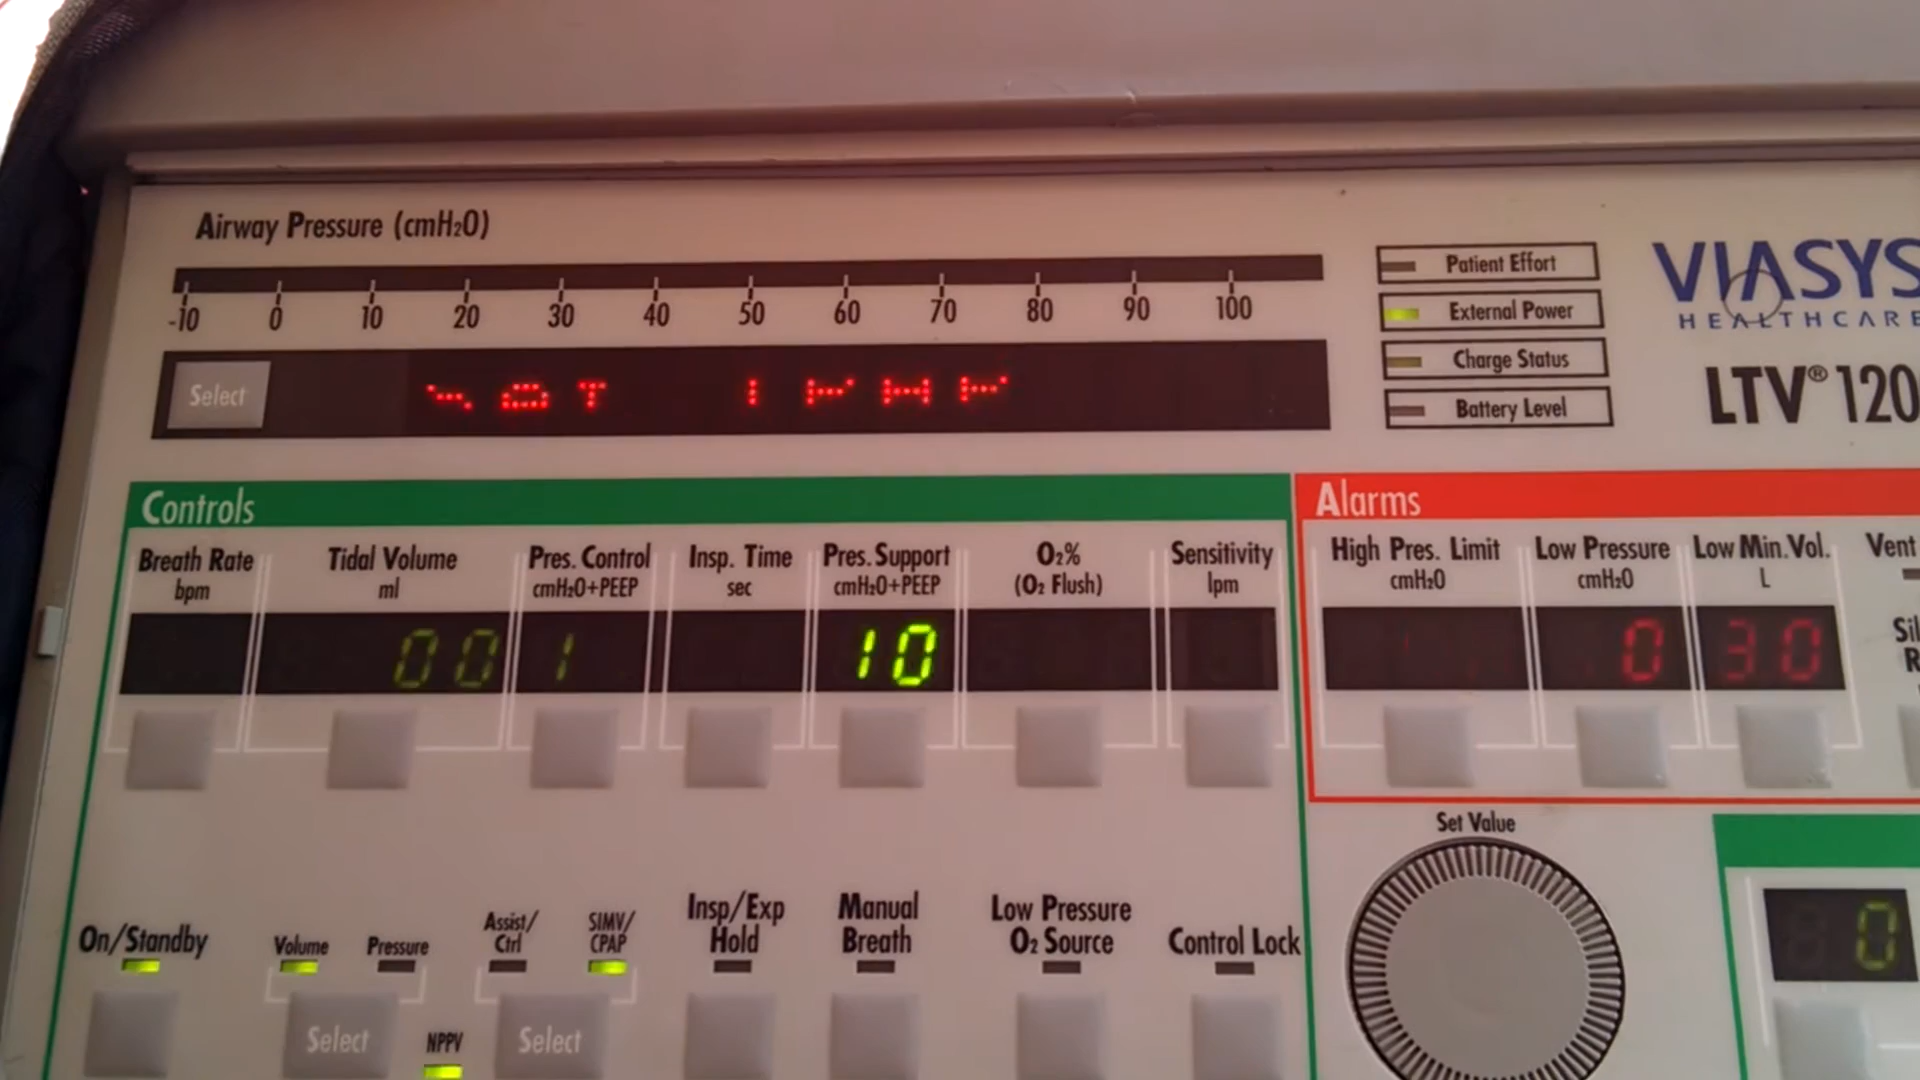 Airway Pressure (cmH₂O)
-10 0 10 20 30 40 50 60 70 80 90 100
Select
Patient Effort
External Power
Charge Status
Battery Level
VIASYS
HEALTHCARE
LTV® 120
Controls
Breath Rate
bpm
Tidal Volume
ml
00
Pres. Control
cmH₂O+PEEP
1
Insp. Time
sec
Pres. Support
cmH₂O+PEEP
10
O₂%
(O₂ Flush)
Sensitivity
lpm
Alarms
High Pres. Limit
cmH₂O
Low Pressure
cmH₂O
0
Low Min.Vol.
L
30
Vent
Sil
R
Set Value
On/Standby
Volume
Pressure
Select
NPPV
Assist/
Ctrl
SIMV/
CPAP
Select
Insp/Exp
Hold
Manual
Breath
Low Pressure
O₂ Source
Control Lock
0